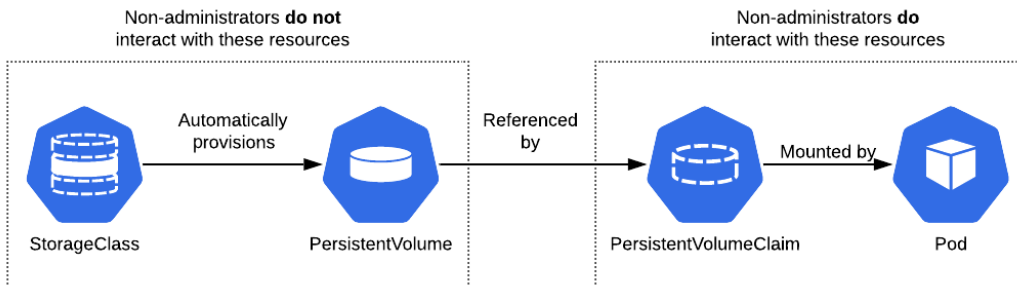 Non-administrators do not
interact with these resources
Non-administrators do
interact with these resources
Automatically
provisions
Referenced
by
Mounted by
StorageClass
PersistentVolume
PersistentVolumeClaim
Pod